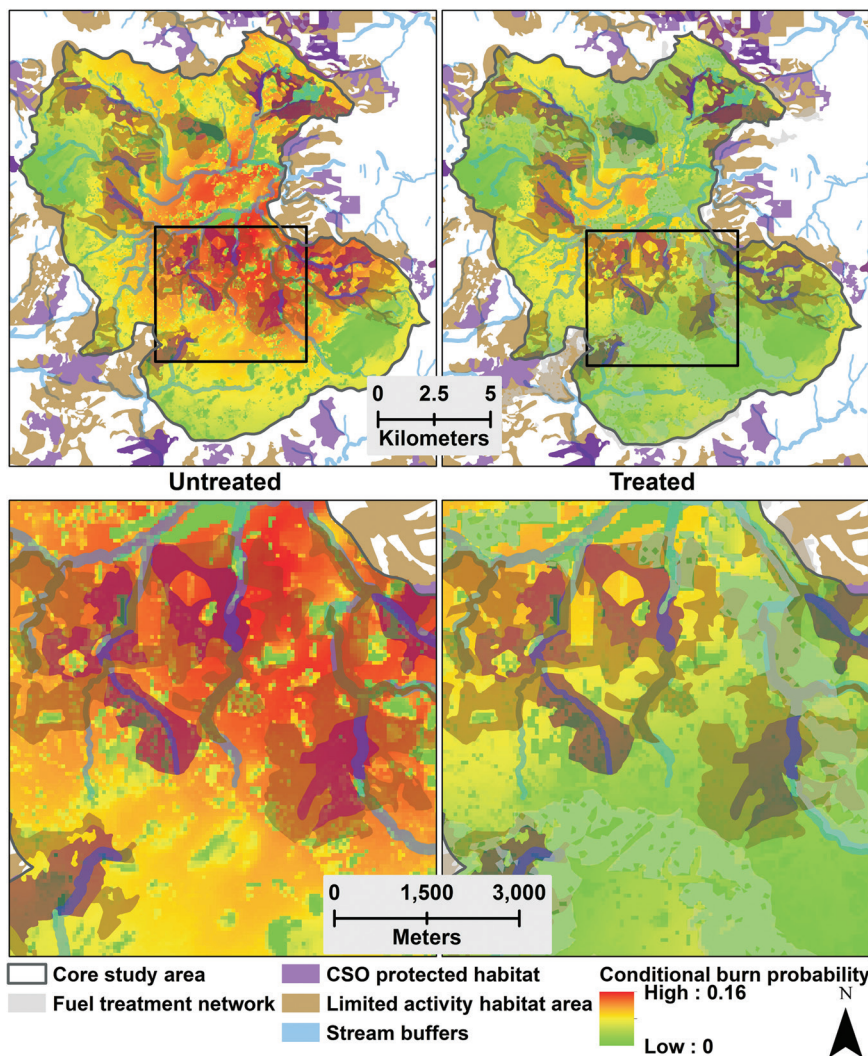 0 2.5 5
Kilometers
Untreated
Treated
0 1,500 3,000
Meters
Core study area
Fuel treatment network
CSO protected habitat
Limited activity habitat area
Stream buffers
Conditional burn probability
High : 0.16
Low : 0
N